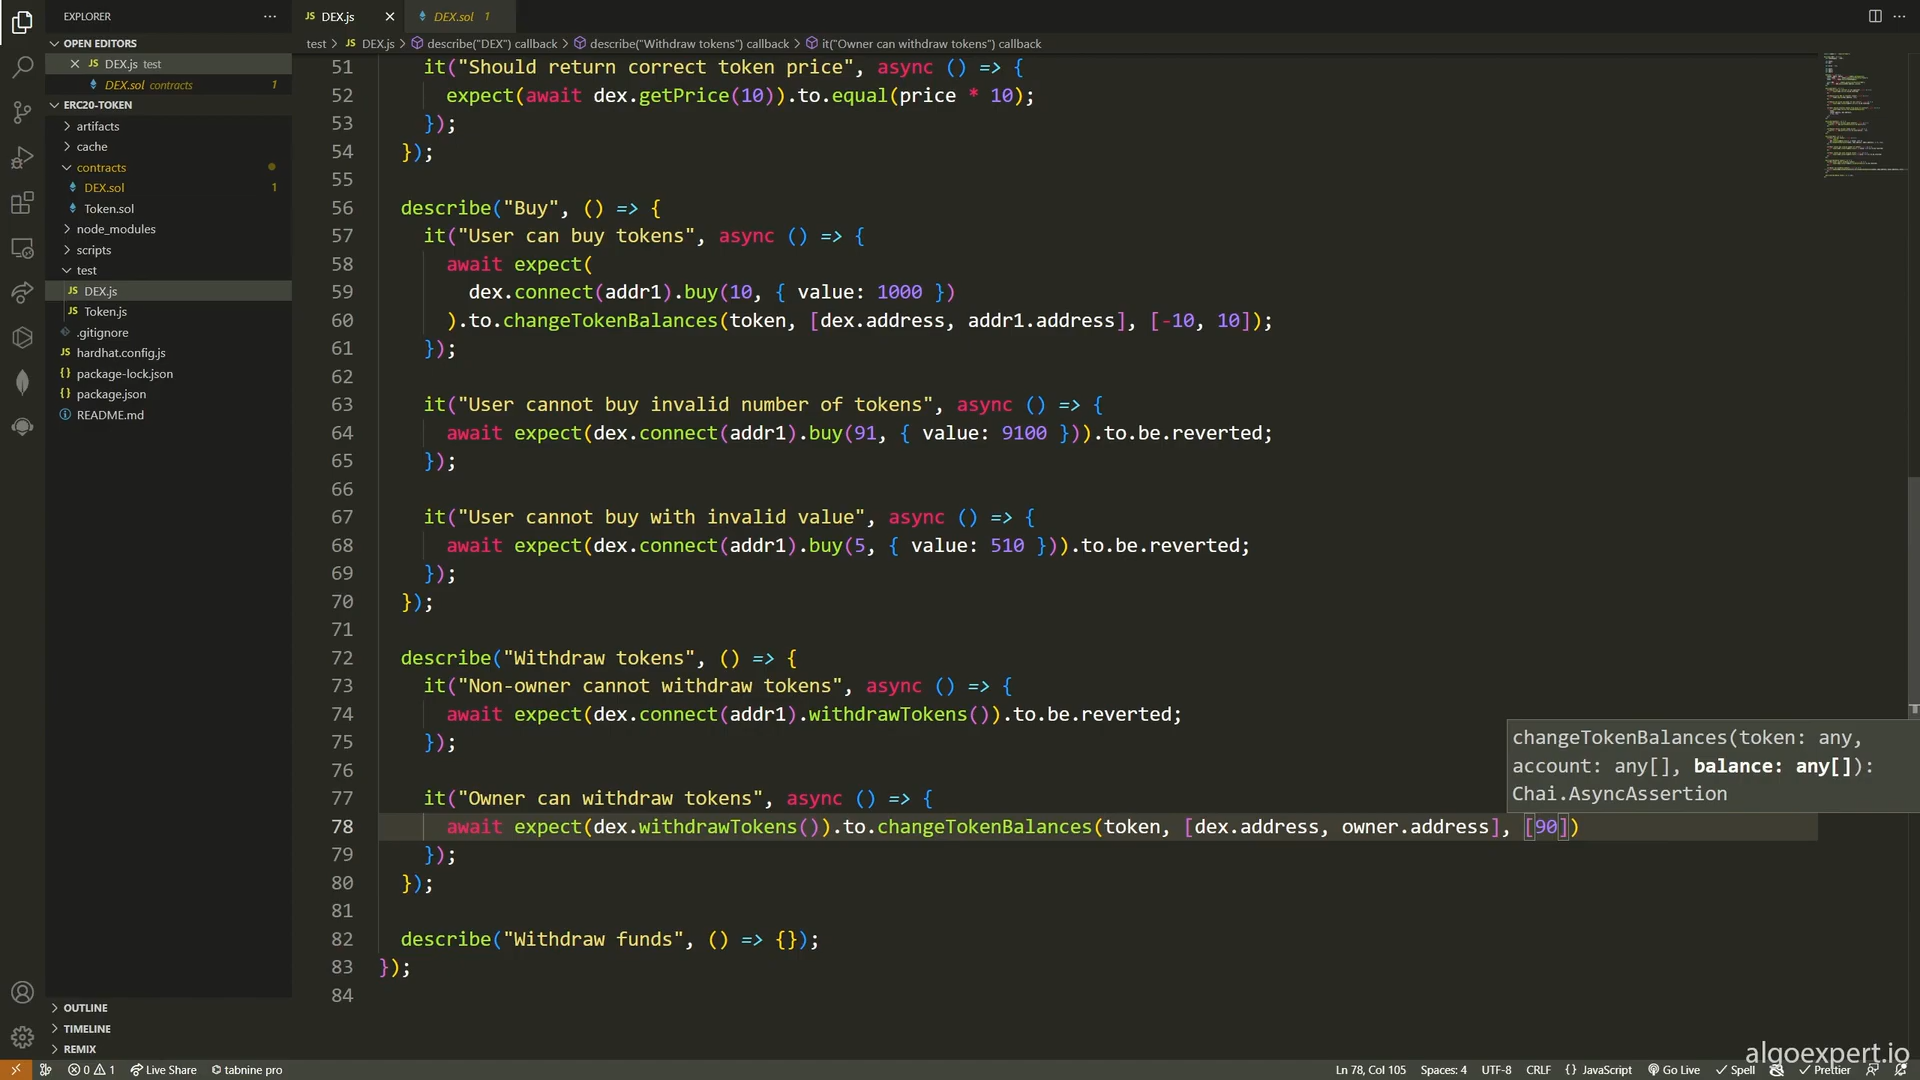 EXPLORER
OPEN EDITORS
JS DEX.js test
DEX.sol contracts 1
ERC20-TOKEN
artifacts
cache
contracts
DEX.sol 1
Token.sol
node_modules
scripts
test
JS DEX.js
JS Token.js
.gitignore
JS hardhat.config.js
{} package-lock.json
{} package.json
README.md
OUTLINE
TIMELINE
REMIX
JS DEX.js
DEX.sol 1
test > JS DEX.js > describe("DEX") callback > describe("Withdraw tokens") callback > it("Owner can withdraw tokens") callback
51 it("Should return correct token price", async () => {
52 expect(await dex.getPrice(10)).to.equal(price * 10);
53 });
54 });
55
56 describe("Buy", () => {
57 it("User can buy tokens", async () => {
58 await expect(
59 dex.connect(addr1).buy(10, { value: 1000 })
60 ).to.changeTokenBalances(token, [dex.address, addr1.address], [-10, 10]);
61 });
62
63 it("User cannot buy invalid number of tokens", async () => {
64 await expect(dex.connect(addr1).buy(91, { value: 9100 })).to.be.reverted;
65 });
66
67 it("User cannot buy with invalid value", async () => {
68 await expect(dex.connect(addr1).buy(5, { value: 510 })).to.be.reverted;
69 });
70 });
71
72 describe("Withdraw tokens", () => {
73 it("Non-owner cannot withdraw tokens", async () => {
74 await expect(dex.connect(addr1).withdrawTokens()).to.be.reverted;
75 });
76
77 it("Owner can withdraw tokens", async () => {
78 await expect(dex.withdrawTokens()).to.changeTokenBalances(token, [dex.address, owner.address], [90])
79 });
80 });
81
82 describe("Withdraw funds", () => {});
83 });
84
changeTokenBalances(token: any,
account: any[], balance: any[]):
Chai.AsyncAssertion
algoexpert.io
0 1 Live Share tabnine pro
Ln 78, Col 105 Spaces: 4 UTF-8 CRLF {} JavaScript Go Live Spell Prettier